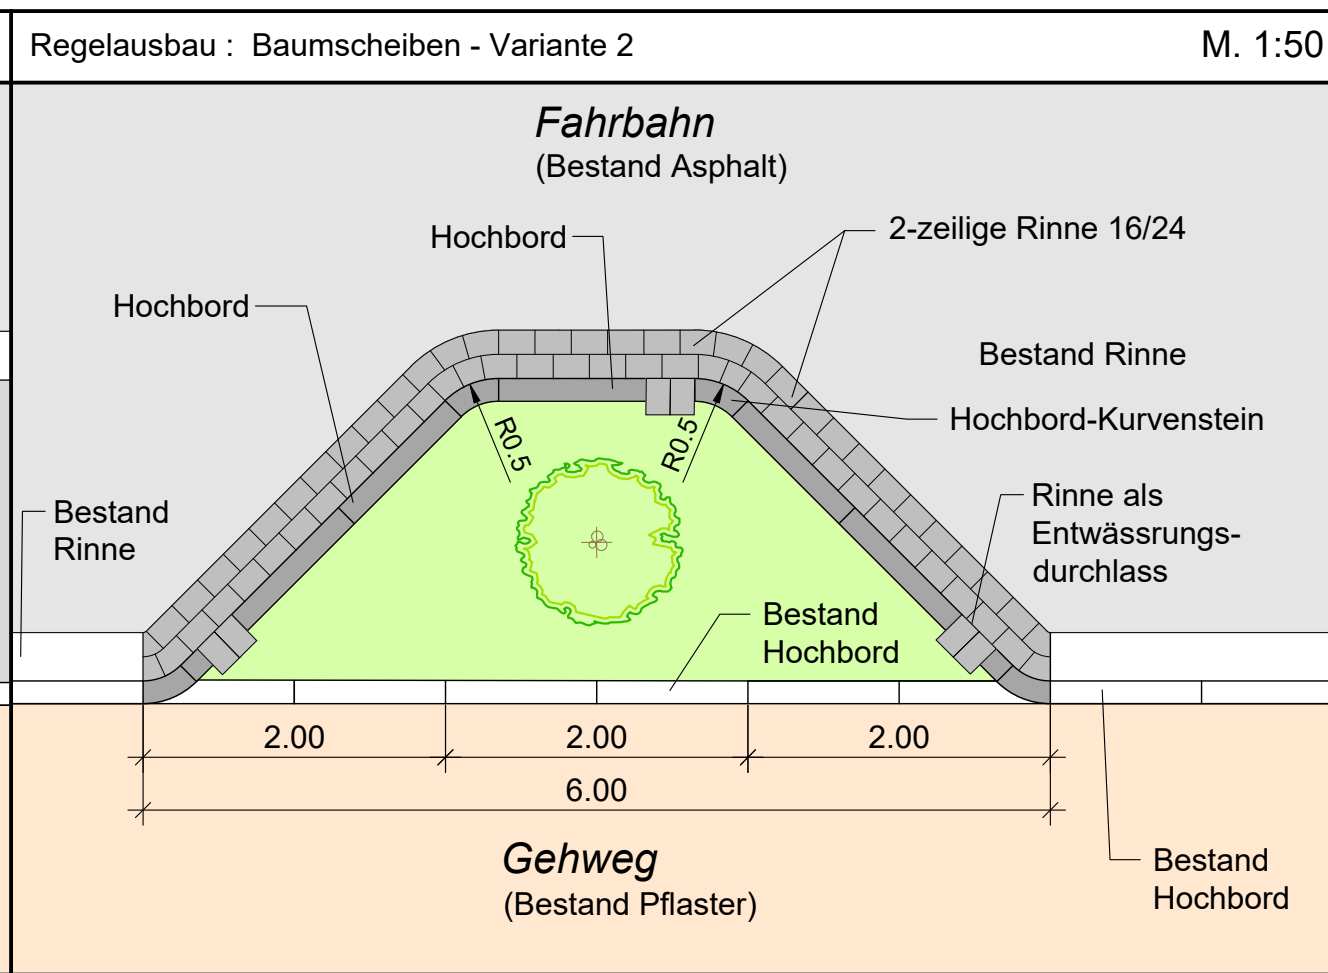 Regelausbau : Baumscheiben - Variante 2
M. 1:50
Fahrbahn
(Bestand Asphalt)
2-zeilige Rinne 16/24
Hochbord
Hochbord
Bestand Rinne
Hochbord-Kurvenstein
R0.5
R0.5
Bestand
Rinne
Rinne als
Entwässrungs-
durchlass
Bestand
Hochbord
2.00
2.00
2.00
6.00
Gehweg
(Bestand Pflaster)
Bestand
Hochbord